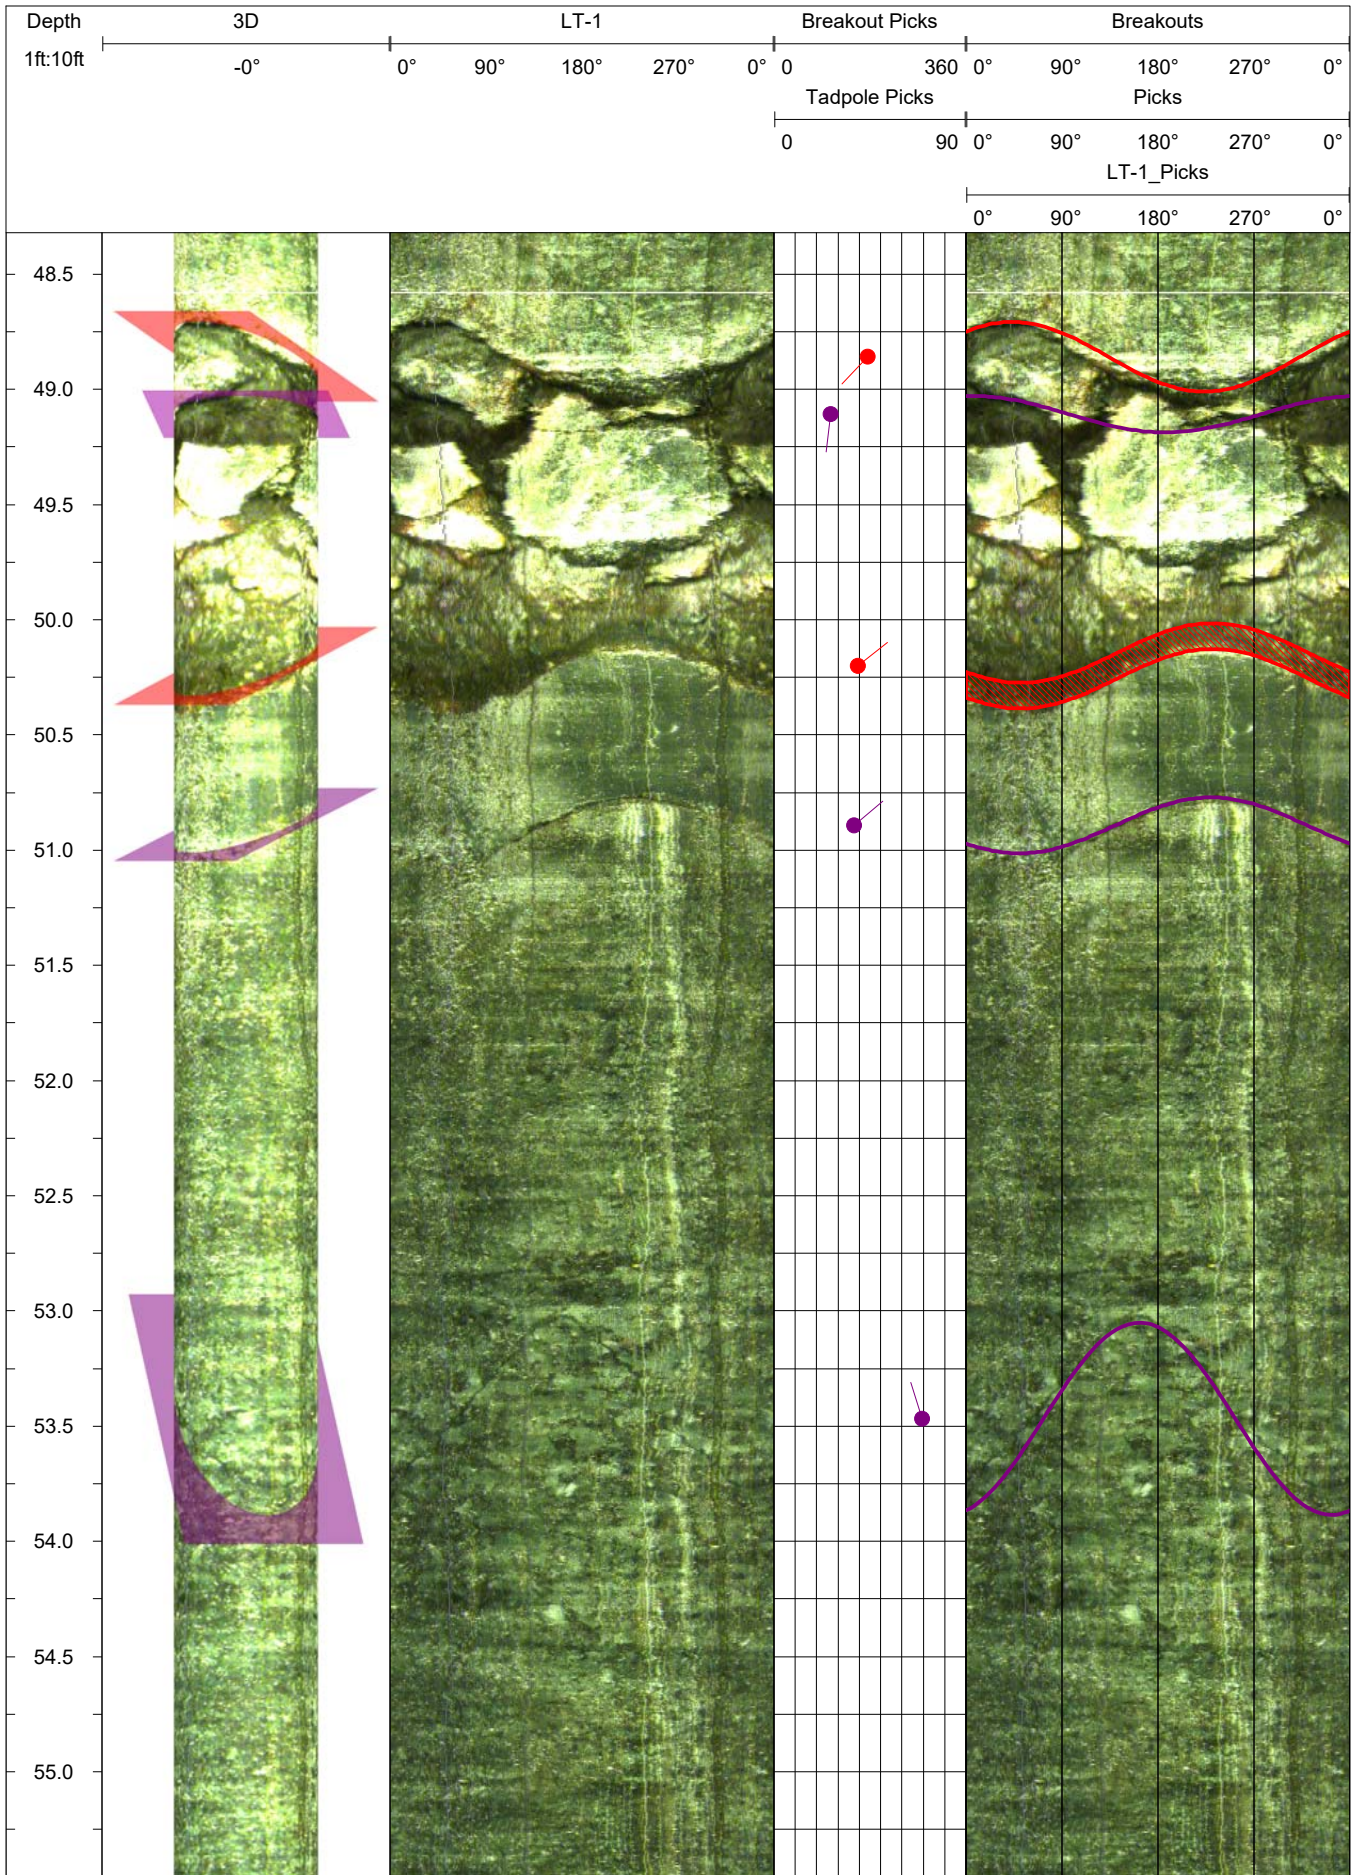 Depth 3D LT-1 Breakout Picks Breakouts
1ft:10ft -0° 0° 90° 180° 270° 0° 0 360 0° 90° 180° 270° 0°
Tadpole Picks Picks
0 90 0° 90° 180° 270° 0°
LT-1_Picks
0° 90° 180° 270° 0°
48.5
49.0
49.5
50.0
50.5
51.0
51.5
52.0
52.5
53.0
53.5
54.0
54.5
55.0